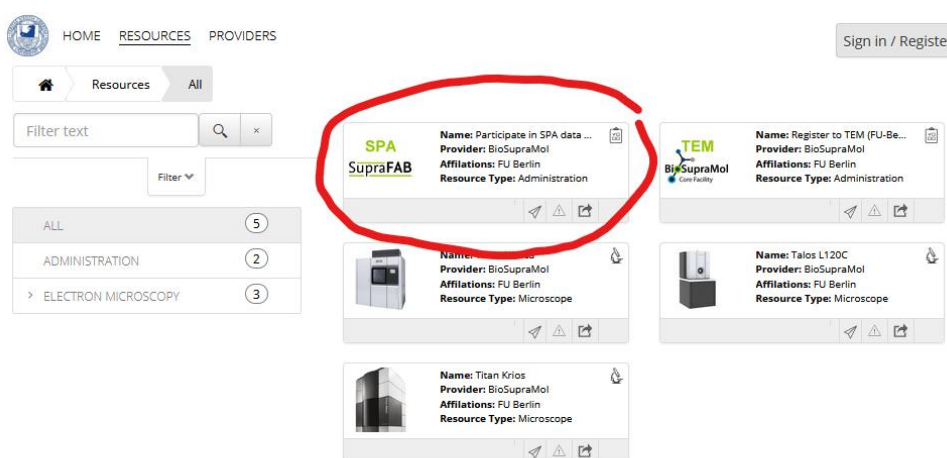 HOME RESOURCES PROVIDERS
Sign in / Registe
Resources All
Filter text
×
Filter
ALL 5
ADMINISTRATION 2
ELECTRON MICROSCOPY 3
SPA
SupraFAB
Name: Participate in SPA data ...
Provider: BioSupraMol
Affilations: FU Berlin
Resource Type: Administration
TEM
BioSupraMol
Core Facility
Name: Register to TEM (FU-Be...
Provider: BioSupraMol
Affilations: FU Berlin
Resource Type: Administration
Name:
Provider: BioSupraMol
Affilations: FU Berlin
Resource Type: Microscope
Name: Talos L120C
Provider: BioSupraMol
Affilations: FU Berlin
Resource Type: Microscope
Name: Titan Krios
Provider: BioSupraMol
Affilations: FU Berlin
Resource Type: Microscope